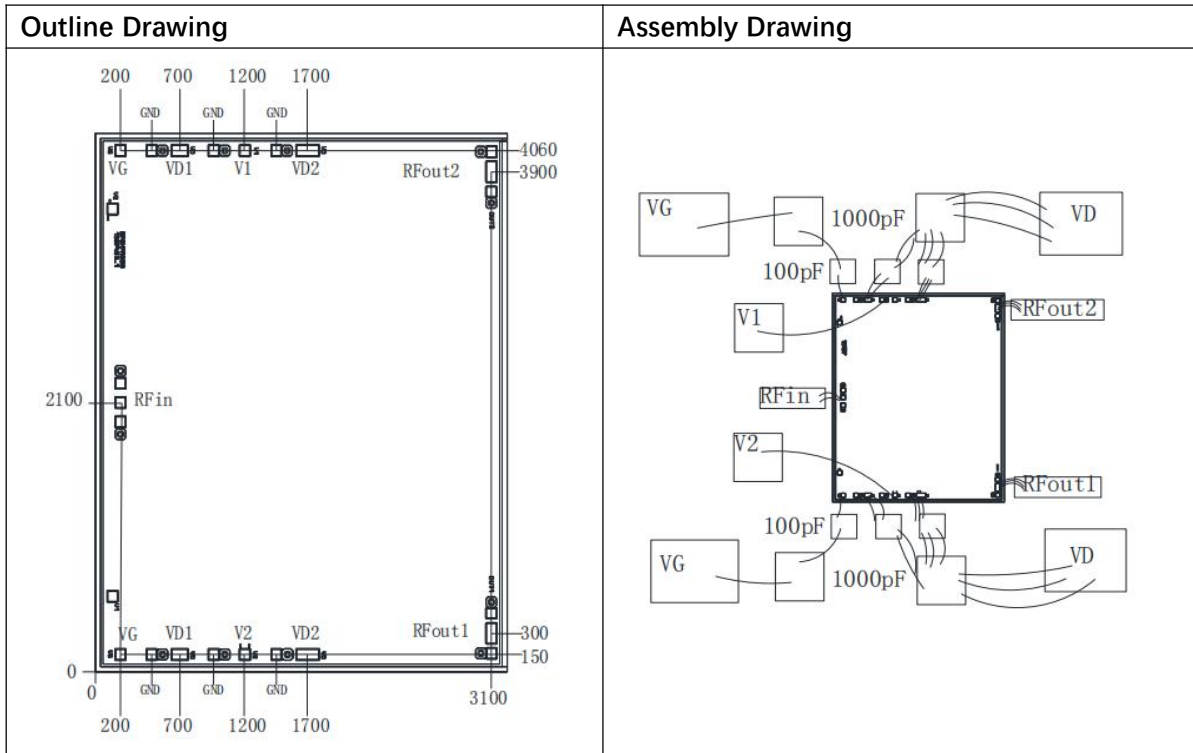 Outline Drawing
200 700 1200 1700
GND GND GND
VG VD1 V1 VD2
RFout2
4060
3900
2100
RFin
VG VD1 V2 VD2
RFout1
300
150
0
0
GND GND GND
3100
200 700 1200 1700
Assembly Drawing
VG
1000pF
VD
100pF
V1
RFout2
RFin
V2
RFout1
100pF
VG
1000pF
VD